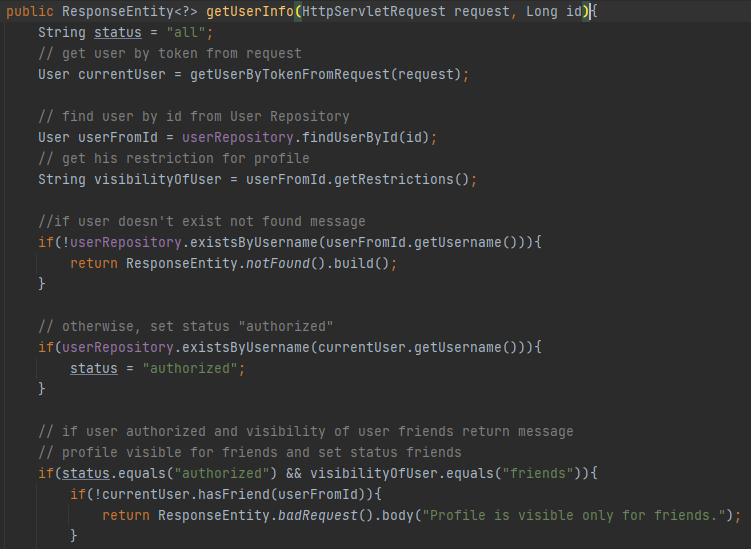 public ResponseEntity<?> getUserInfo(HttpServletRequest request, Long id){
String status = "all";
// get user by token from request
User currentUser = getUserByTokenFromRequest(request);
// find user by id from User Repository
User userFromId = userRepository.findUserById(id);
// get his restriction for profile
String visibilityOfUser = userFromId.getRestrictions();
//if user doesn't exist not found message
if(!userRepository.existsByUsername(userFromId.getUsername())){
return ResponseEntity.notFound().build();
}
// otherwise, set status "authorized"
if(userRepository.existsByUsername(currentUser.getUsername())){
status = "authorized";
}
// if user authorized and visibility of user friends return message
// profile visible for friends and set status friends
if(status.equals("authorized") && visibilityOfUser.equals("friends")){
if(!currentUser.hasFriend(userFromId)){
return ResponseEntity.badRequest().body("Profile is visible only for friends.");
}